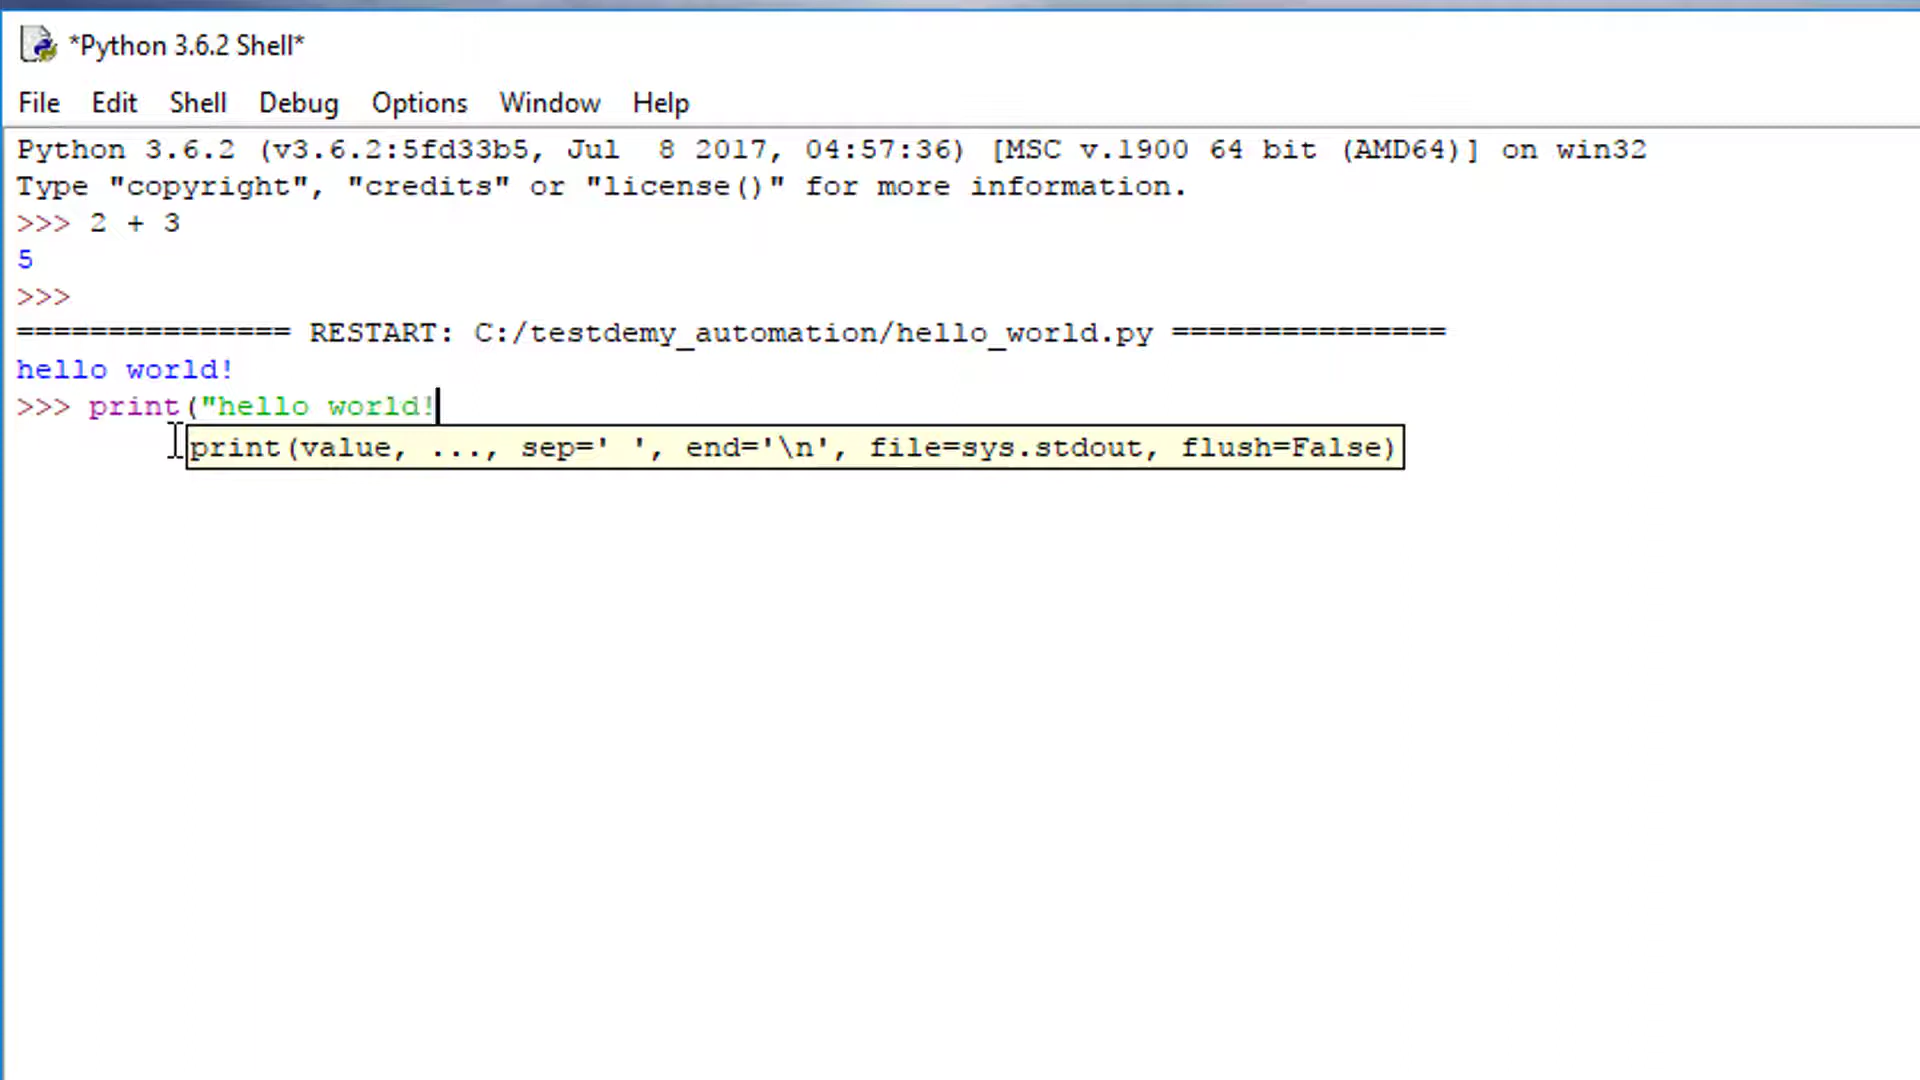 *Python 3.6.2 Shell*
File Edit Shell Debug Options Window Help
Python 3.6.2 (v3.6.2:5fd33b5, Jul  8 2017, 04:57:36) [MSC v.1900 64 bit (AMD64)] on win32
Type "copyright", "credits" or "license()" for more information.
>>> 2 + 3
5
>>>
=============== RESTART: C:/testdemy_automation/hello_world.py ===============
hello world!
>>> print("hello world!
print(value, ..., sep=' ', end='\n', file=sys.stdout, flush=False)